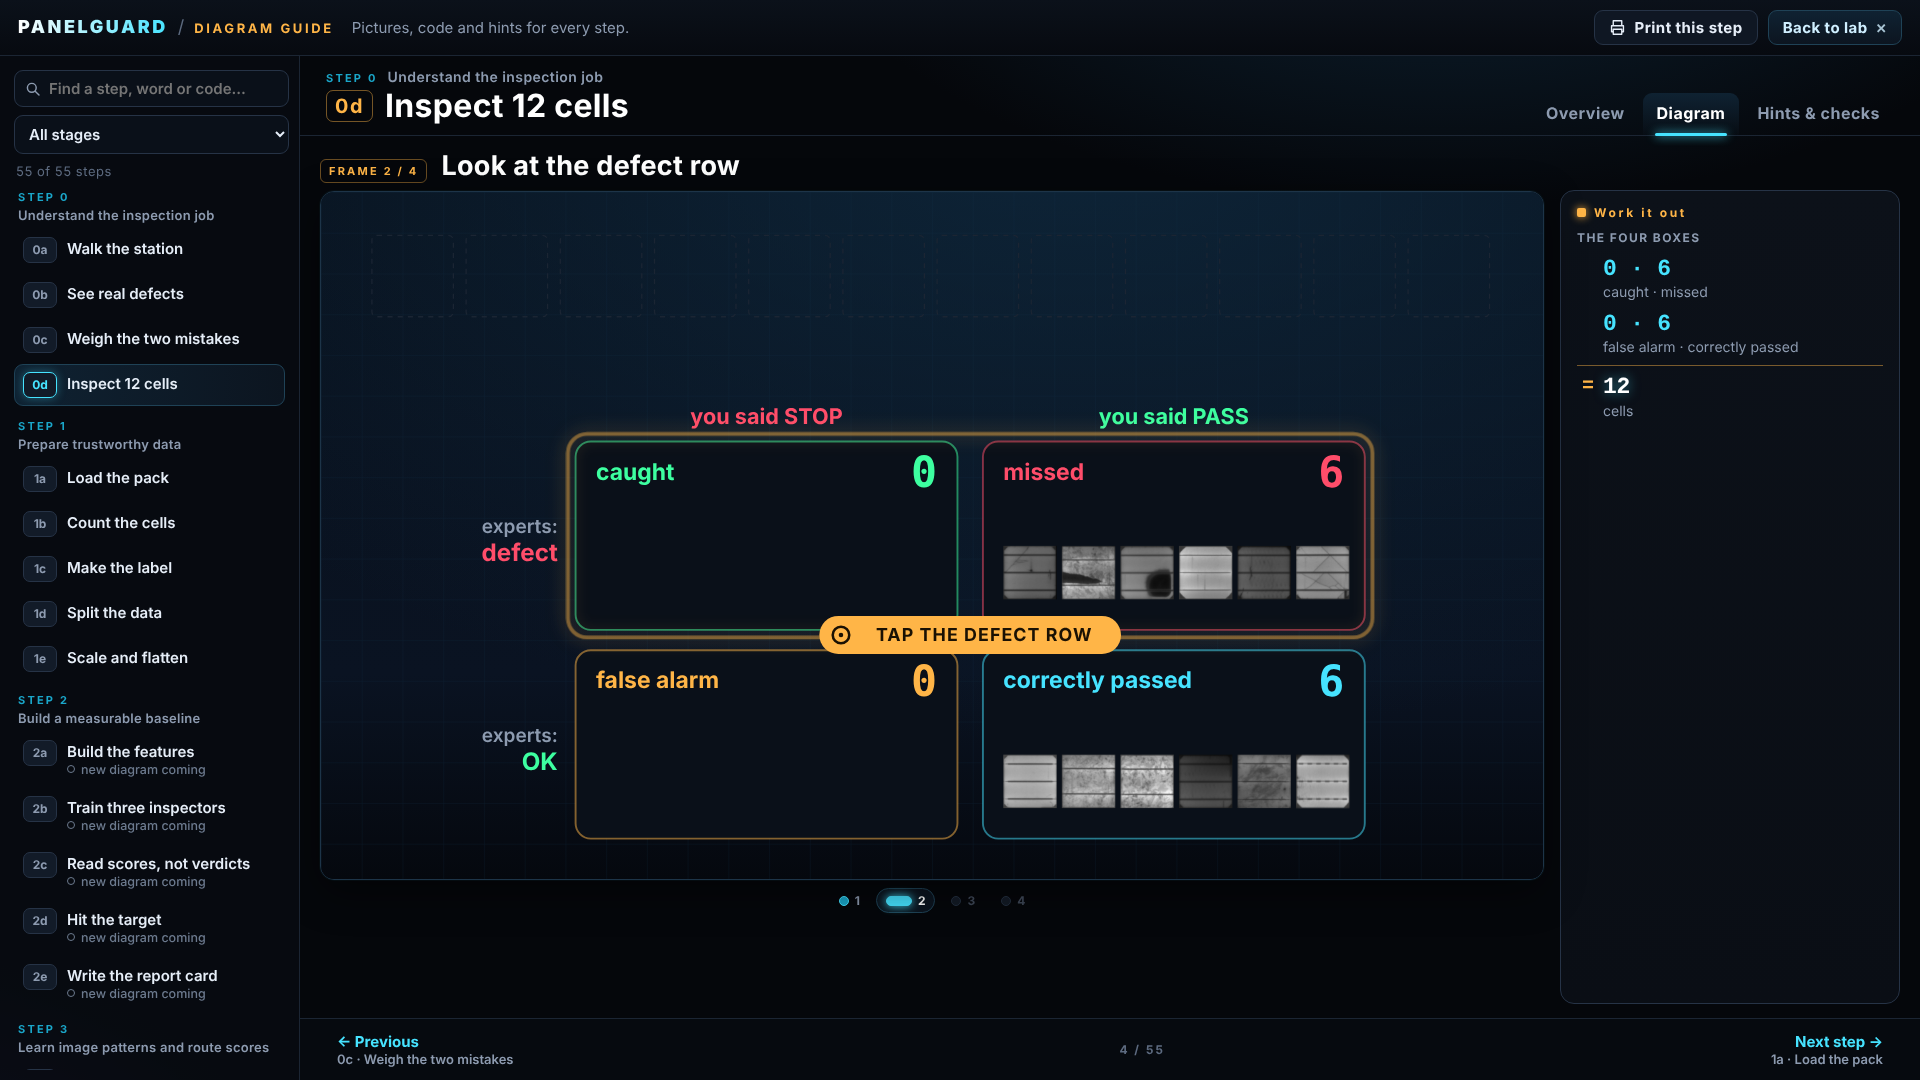 PANELGUARD / DIAGRAM GUIDE Pictures, code and hints for every step.
Print this step
Back to lab ×
Find a step, word or code...
All stages
55 of 55 steps
STEP 0
Understand the inspection job
0a Walk the station
0b See real defects
0c Weigh the two mistakes
0d Inspect 12 cells
STEP 1
Prepare trustworthy data
1a Load the pack
1b Count the cells
1c Make the label
1d Split the data
1e Scale and flatten
STEP 2
Build a measurable baseline
2a Build the features
new diagram coming
2b Train three inspectors
new diagram coming
2c Read scores, not verdicts
new diagram coming
2d Hit the target
new diagram coming
2e Write the report card
new diagram coming
STEP 3
Learn image patterns and route scores
STEP 0 Understand the inspection job
0d Inspect 12 cells
Overview
Diagram
Hints & checks
FRAME 2 / 4 Look at the defect row
you said STOP
you said PASS
experts:
defect
caught 0
missed 6
TAP THE DEFECT ROW
experts:
OK
false alarm 0
correctly passed 6
1
2
3
4
Work it out
THE FOUR BOXES
0 · 6
caught · missed
0 · 6
false alarm · correctly passed
= 12
cells
← Previous
0c · Weigh the two mistakes
4 / 55
Next step →
1a · Load the pack